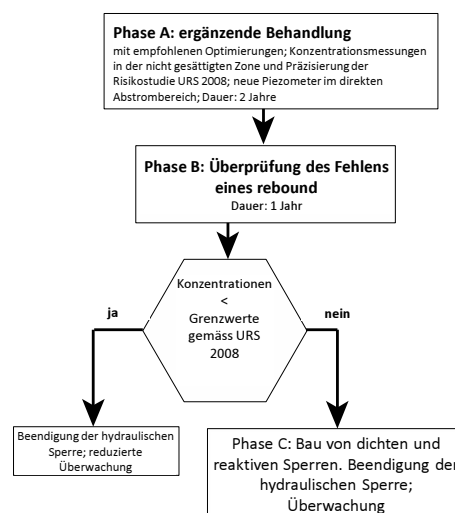 Phase A: ergänzende Behandlung
mit empfohlenen Optimierungen; Konzentrationsmessungen
in der nicht gesättigten Zone und Präzisierung der
Risikostudie URS 2008; neue Piezometer im direkten
Abstrombereich; Dauer: 2 Jahre
Phase B: Überprüfung des Fehlens
eines rebound
Dauer: 1 Jahr
Konzentrationen
<
Grenzwerte
gemäss URS
2008
ja
nein
Beendigung der hydraulischen
Sperre; reduzierte
Überwachung
Phase C: Bau von dichten und
reaktiven Sperren. Beendigung der
hydraulischen Sperre;
Überwachung